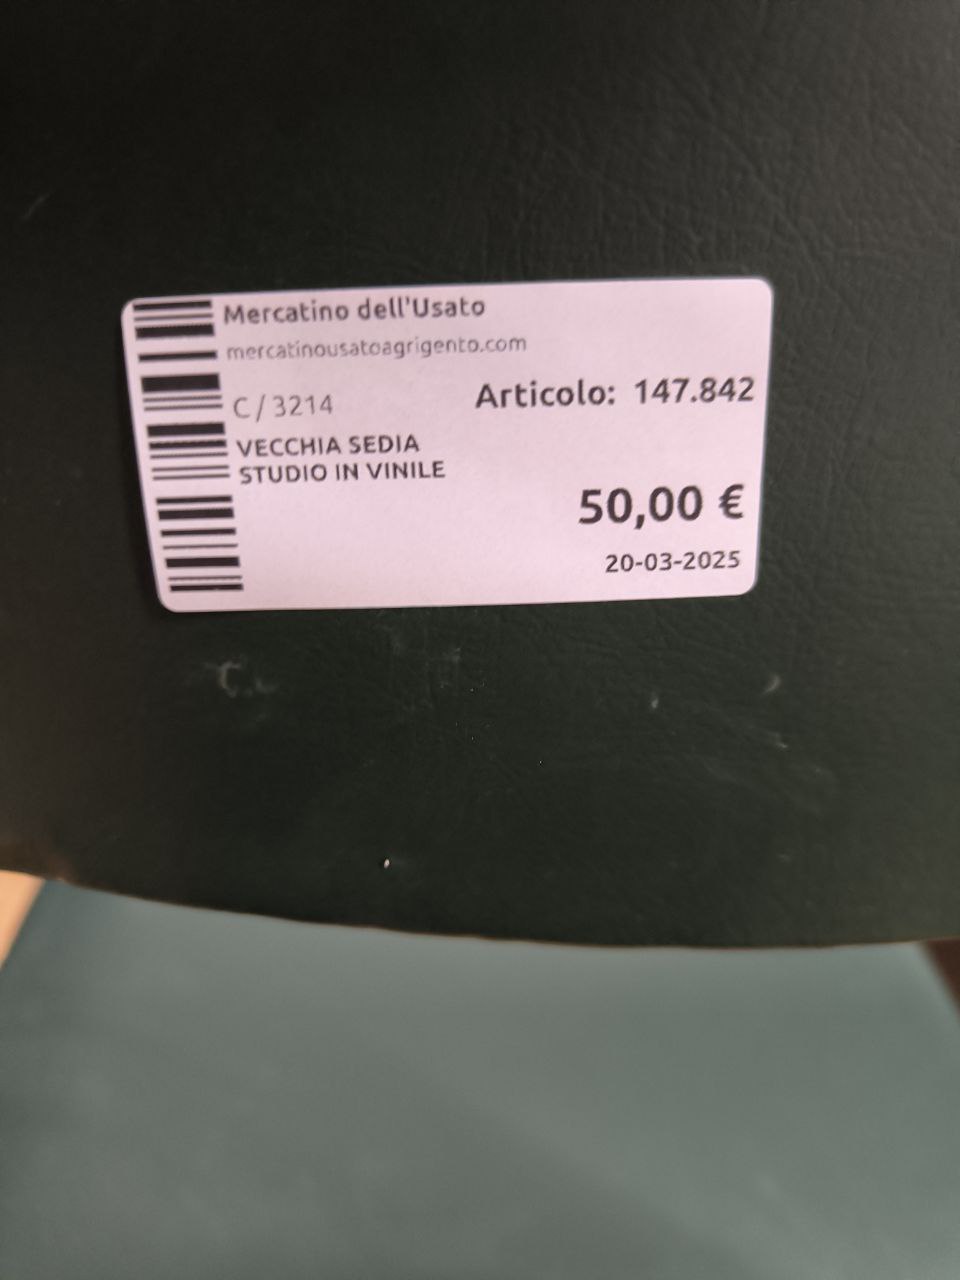 Mercatino dell'Usato
mercatinousatoagrigento.com
C / 3214
Articolo: 147.842
VECCHIA SEDIA
STUDIO IN VINILE
50,00 €
20-03-2025